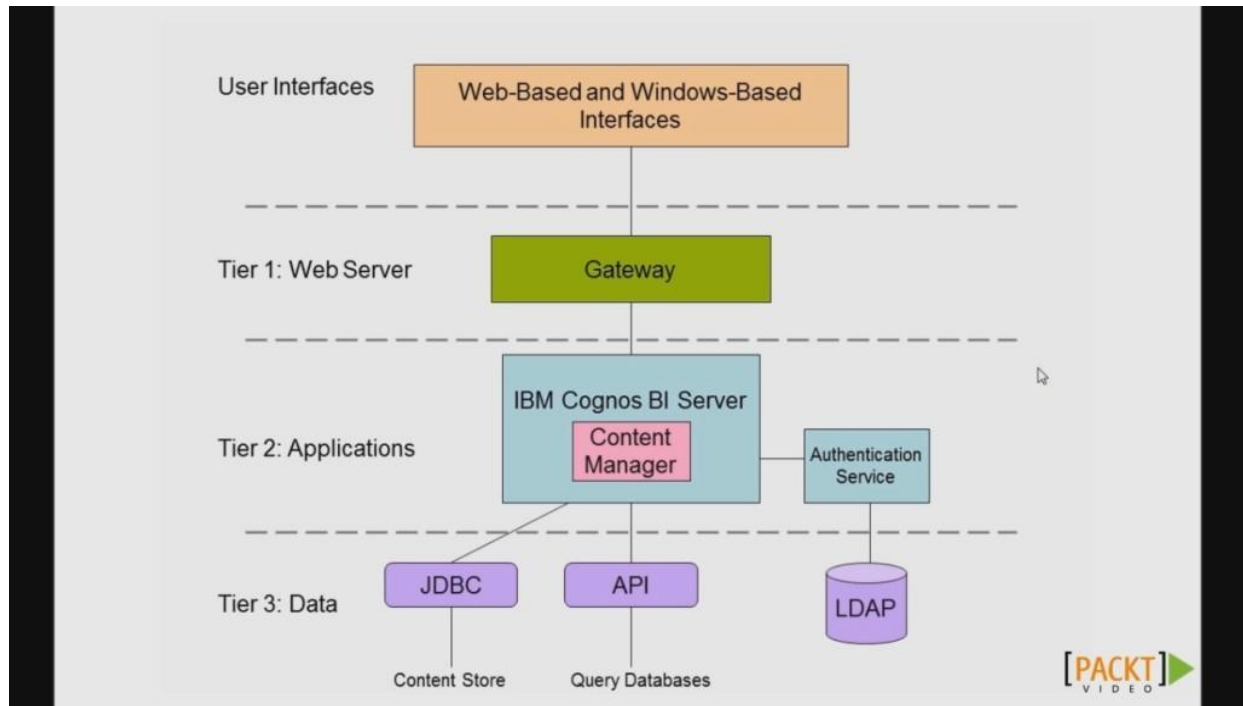 User Interfaces
Web-Based and Windows-Based
Interfaces
Tier 1: Web Server
Gateway
Tier 2: Applications
IBM Cognos BI Server
Content
Manager
Authentication
Service
Tier 3: Data
JDBC
API
LDAP
Content Store
Query Databases
[PACKT]
VIDEO